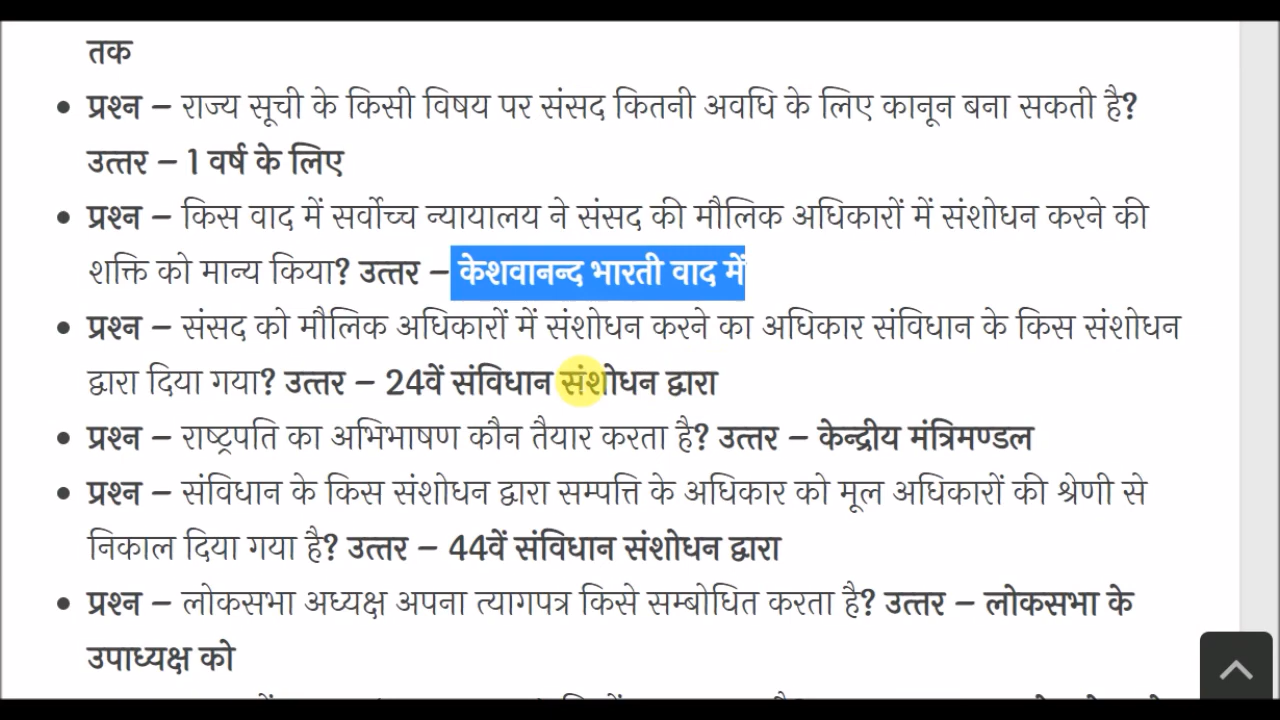 तक
• प्रश्न – राज्य सूची के किसी विषय पर संसद कितनी अवधि के लिए कानून बना सकती है?
उत्तर – 1 वर्ष के लिए
• प्रश्न – किस वाद में सर्वोच्च न्यायालय ने संसद की मौलिक अधिकारों में संशोधन करने की
शक्ति को मान्य किया? उत्तर – केशवानन्द भारती वाद में
• प्रश्न – संसद को मौलिक अधिकारों में संशोधन करने का अधिकार संविधान के किस संशोधन
द्वारा दिया गया? उत्तर – 24वें संविधान संशोधन द्वारा
• प्रश्न – राष्ट्रपति का अभिभाषण कौन तैयार करता है? उत्तर – केन्द्रीय मंत्रिमण्डल
• प्रश्न – संविधान के किस संशोधन द्वारा सम्पत्ति के अधिकार को मूल अधिकारों की श्रेणी से
निकाल दिया गया है? उत्तर – 44वें संविधान संशोधन द्वारा
• प्रश्न – लोकसभा अध्यक्ष अपना त्यागपत्र किसे सम्बोधित करता है? उत्तर – लोकसभा के
उपाध्यक्ष को